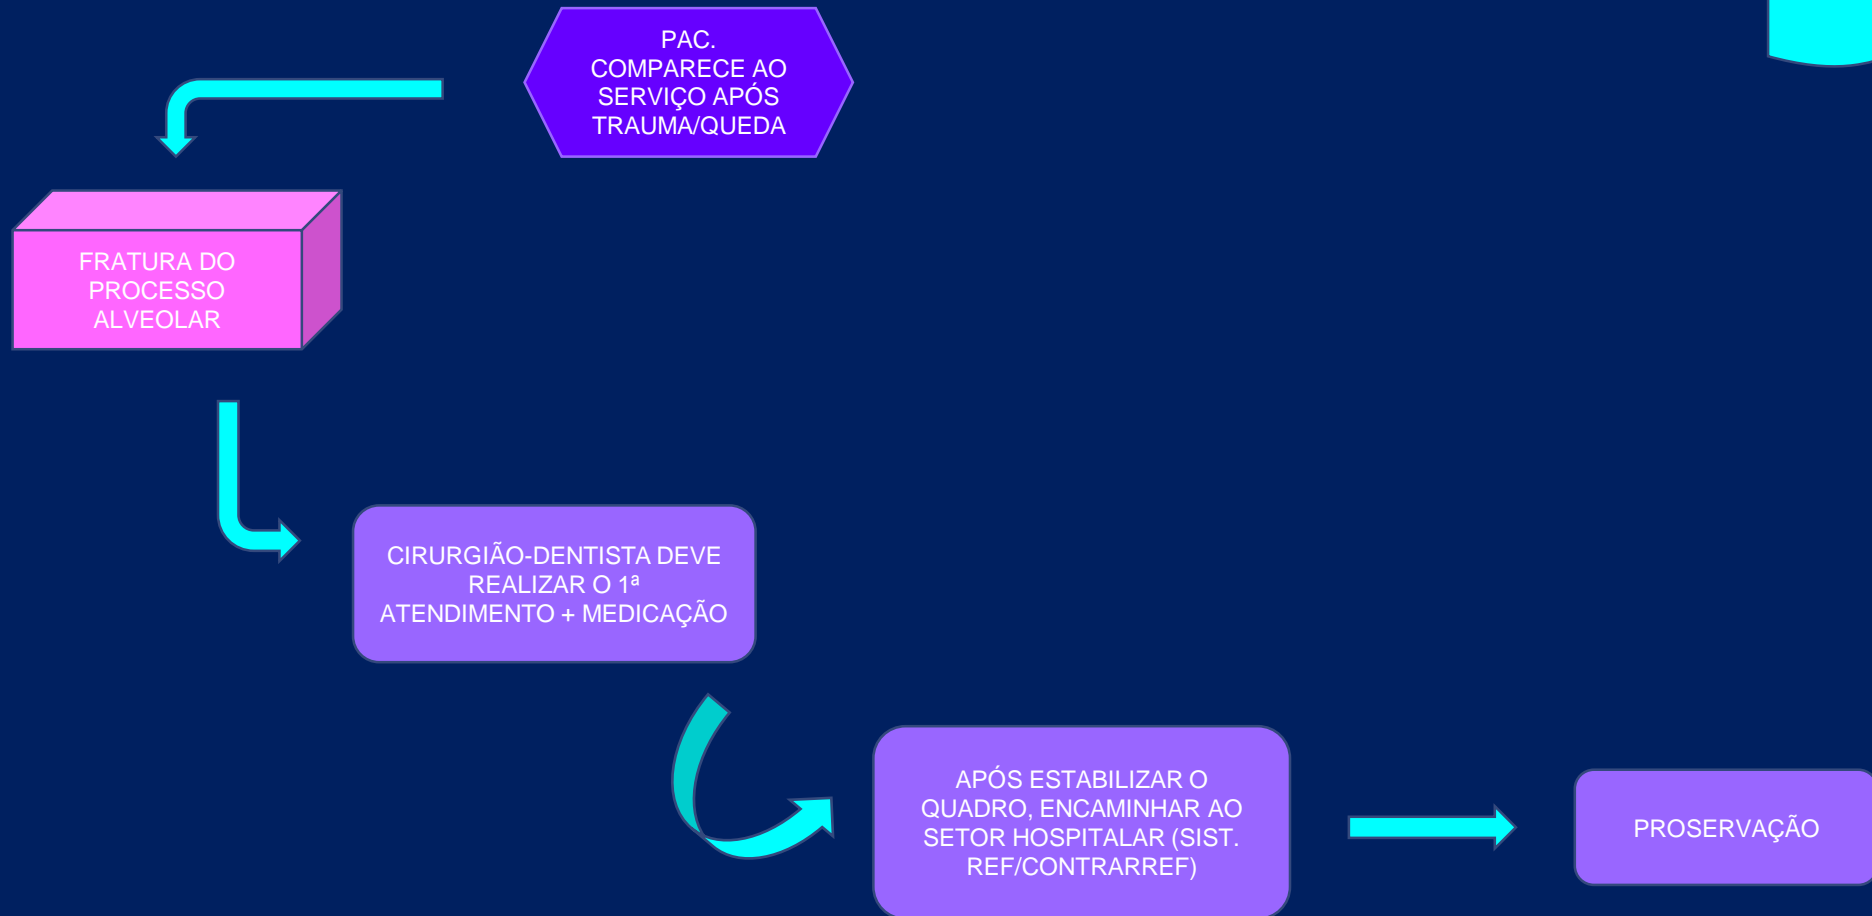 PAC.
COMPARECE AO
SERVIÇO APÓS
TRAUMA/QUEDA
FRATURA DO
PROCESSO
ALVEOLAR
CIRURGIÃO-DENTISTA DEVE
REALIZAR O 1ª
ATENDIMENTO + MEDICAÇÃO
APÓS ESTABILIZAR O
QUADRO, ENCAMINHAR AO
SETOR HOSPITALAR (SIST.
REF/CONTRARREF)
PROSERVAÇÃO